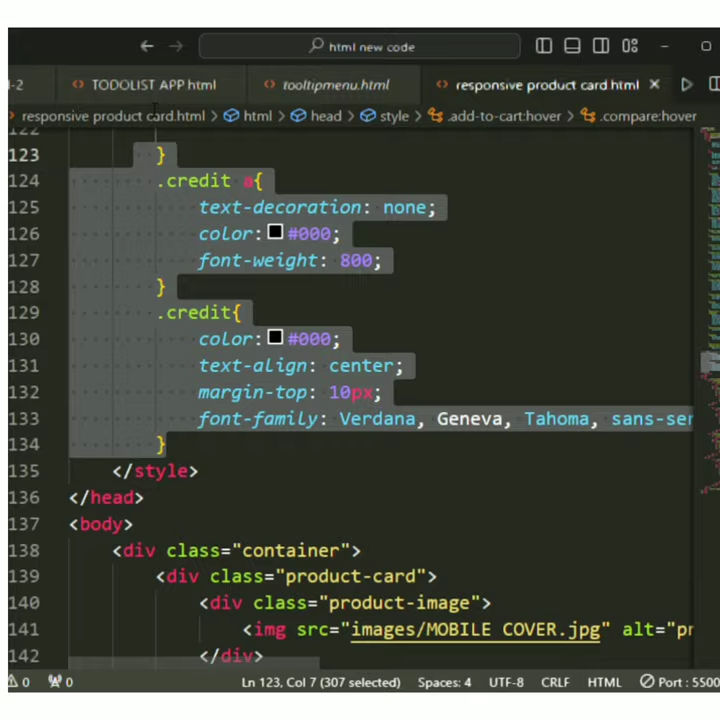 html new code
-2 TODOLIST APP.html tooltipmenu.html responsive product card.html
responsive product card.html > html > head > style > .add-to-cart:hover > .compare:hover
122
123 }
124 .credit a{
125 text-decoration: none;
126 color: #000;
127 font-weight: 800;
128 }
129 .credit{
130 color: #000;
131 text-align: center;
132 margin-top: 10px;
133 font-family: Verdana, Geneva, Tahoma, sans-ser
134 }
135 </style>
136 </head>
137 <body>
138 <div class="container">
139 <div class="product-card">
140 <div class="product-image">
141 <img src="images/MOBILE COVER.jpg" alt="pr
142 </div>
0 0 Ln 123, Col 7 (307 selected) Spaces: 4 UTF-8 CRLF HTML Port : 5500